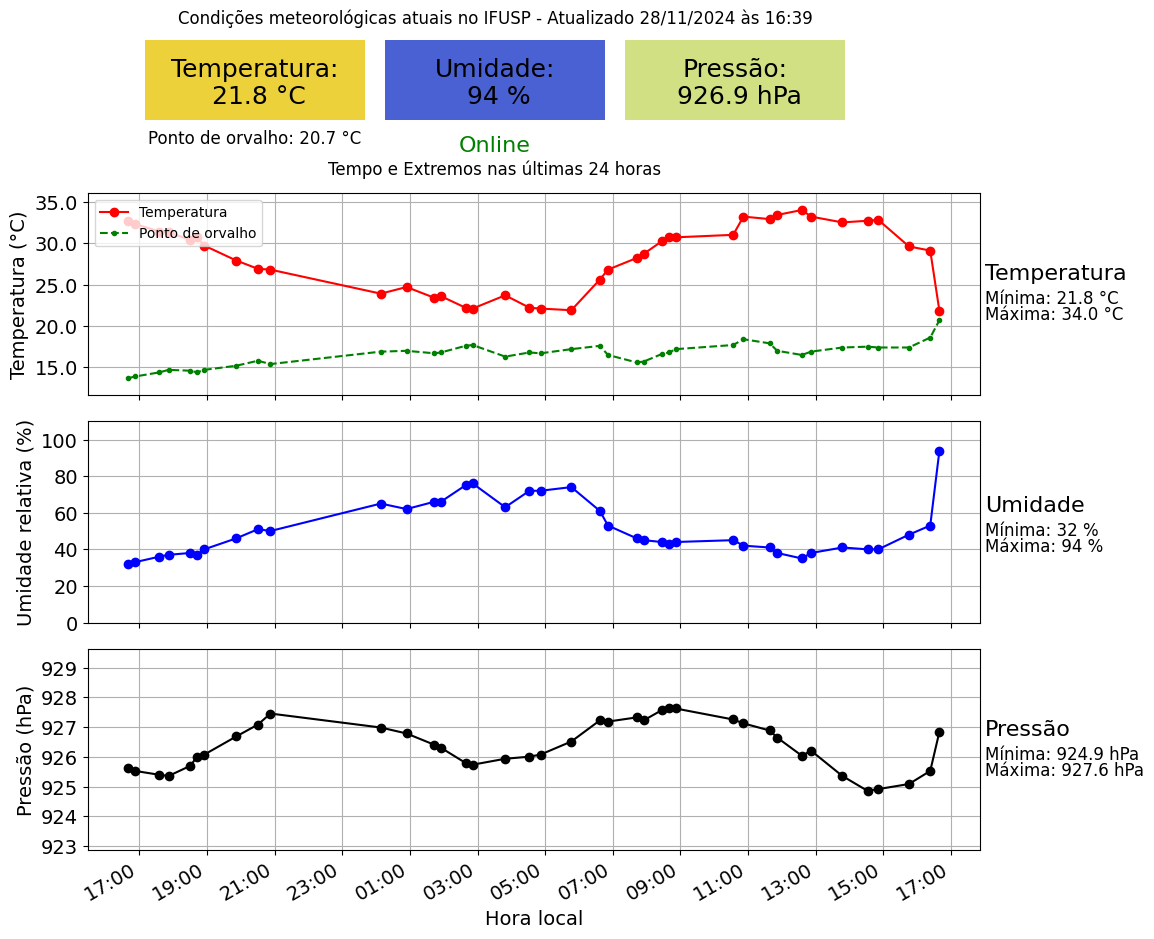 Condições meteorológicas atuais no IFUSP - Atualizado 28/11/2024 às 16:39
Temperatura:
21.8 °C
Umidade:
94 %
Pressão:
926.9 hPa
Ponto de orvalho: 20.7 °C
Online
Tempo e Extremos nas últimas 24 horas
Temperatura (°C)
35.0
30.0
25.0
20.0
15.0
Temperatura
Ponto de orvalho
Temperatura
Mínima: 21.8 °C
Máxima: 34.0 °C
Umidade relativa (%)
100
80
60
40
20
0
Umidade
Mínima: 32 %
Máxima: 94 %
Pressão (hPa)
929
928
927
926
925
924
923
Pressão
Mínima: 924.9 hPa
Máxima: 927.6 hPa
17:00 19:00 21:00 23:00 01:00 03:00 05:00 07:00 09:00 11:00 13:00 15:00 17:00
Hora local